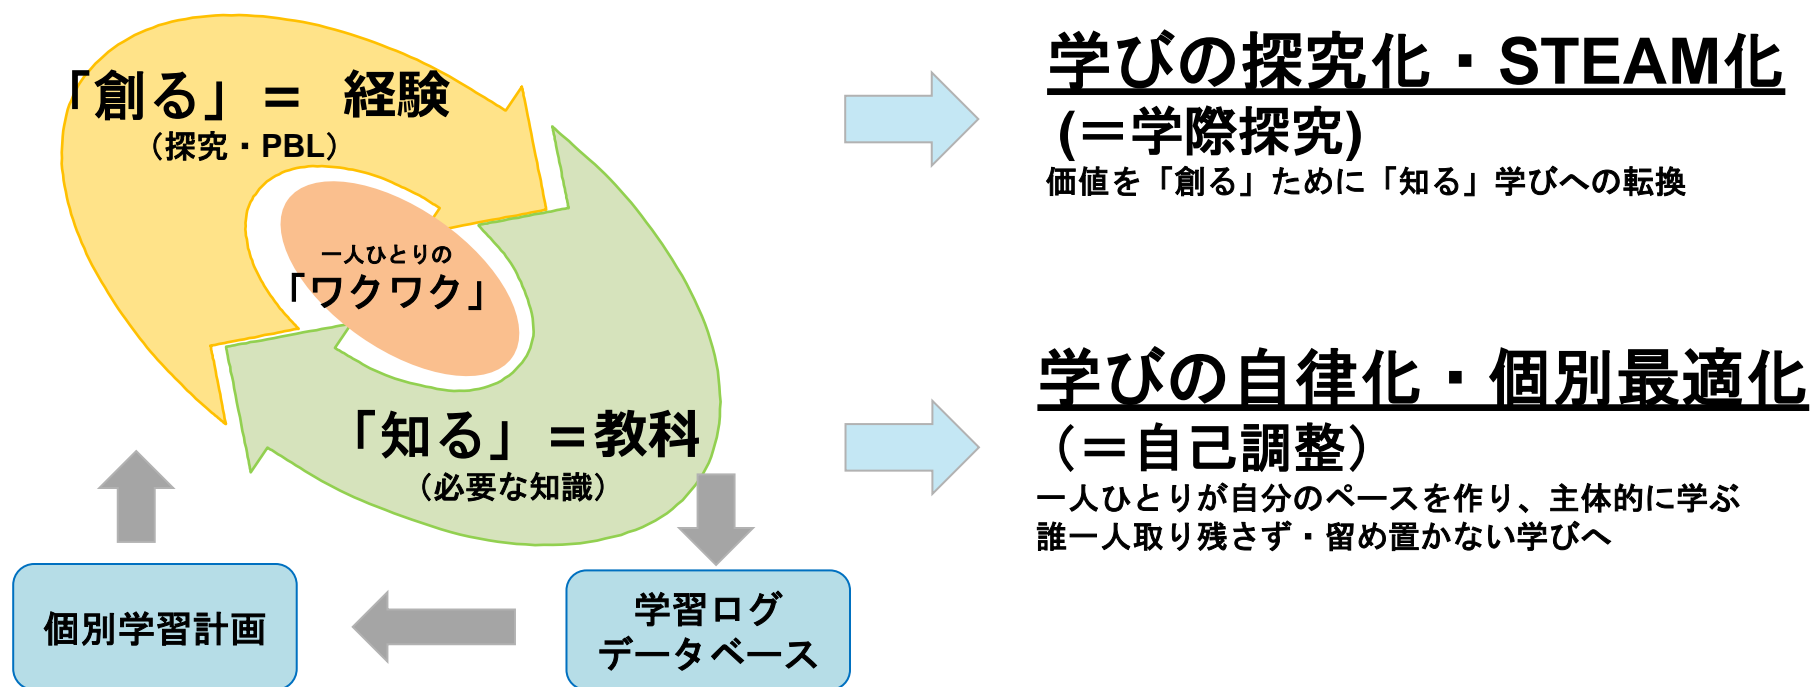 「創る」＝ 経験
（探究・PBL）
一人ひとりの
「ワクワク」
「知る」＝教科
（必要な知識）
個別学習計画
学習ログ
データベース
学びの探究化・STEAM化
(＝学際探究)
価値を「創る」ために「知る」学びへの転換
学びの自律化・個別最適化
（＝自己調整）
一人ひとりが自分のペースを作り、主体的に学ぶ
誰一人取り残さず・留め置かない学びへ